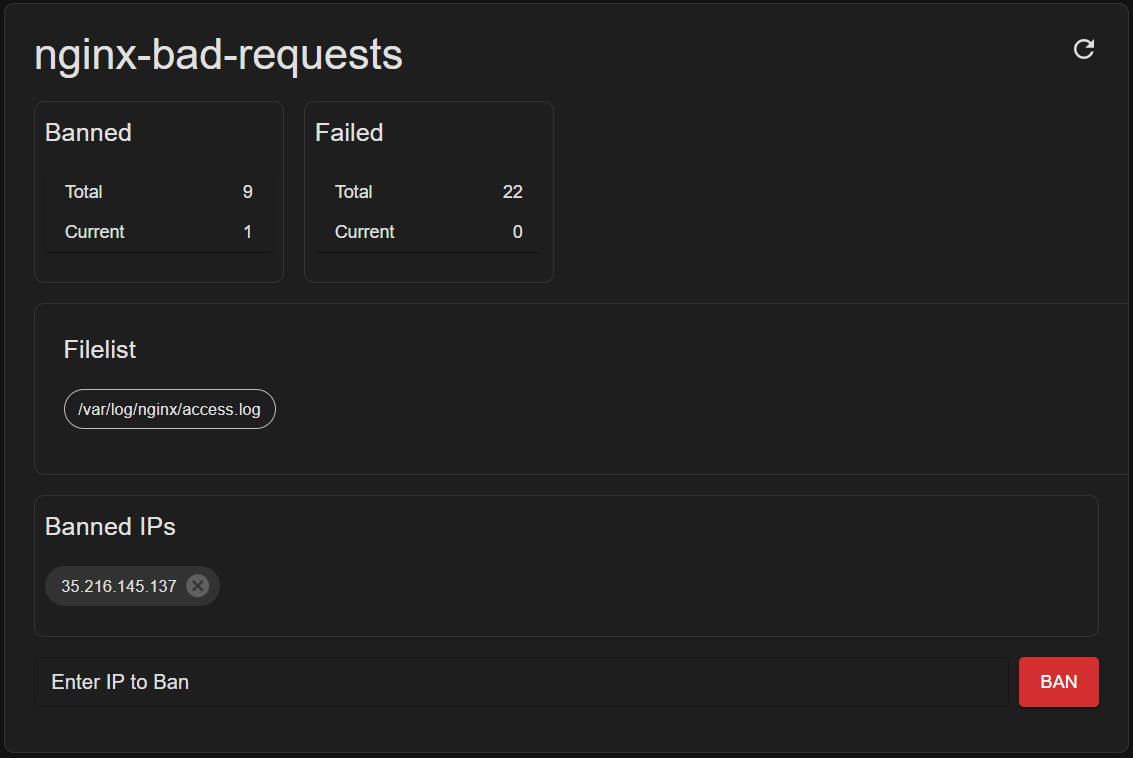 nginx-bad-requests
Banned
Total 9
Current 1
Failed
Total 22
Current 0
Filelist
/var/log/nginx/access.log
Banned IPs
35.216.145.137
Enter IP to Ban
BAN